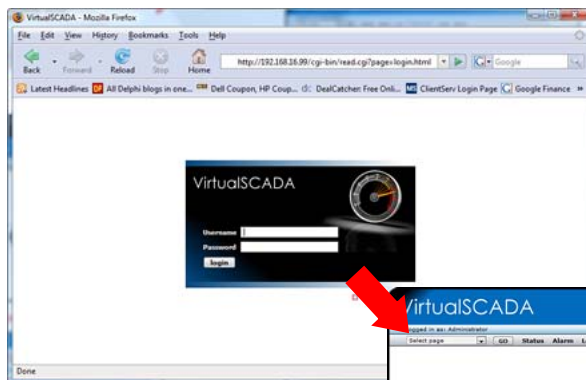 VirtualSCADA - Mozilla Firefox
File Edit View History Bookmarks Tools Help
Back Forward Reload Stop Home http://192.168.16.99/cgi-bin/read.cgi?page=login.html Google
Latest Headlines All Delphi blogs in one... Dell Coupon, HP Coup... DealCatcher: Free Onli... ClientServ Login Page Google Finance
VirtualSCADA
Username
Password
login
VirtualSCADA
Logged in as: Administrator
Select page GO Status Alarm
Done